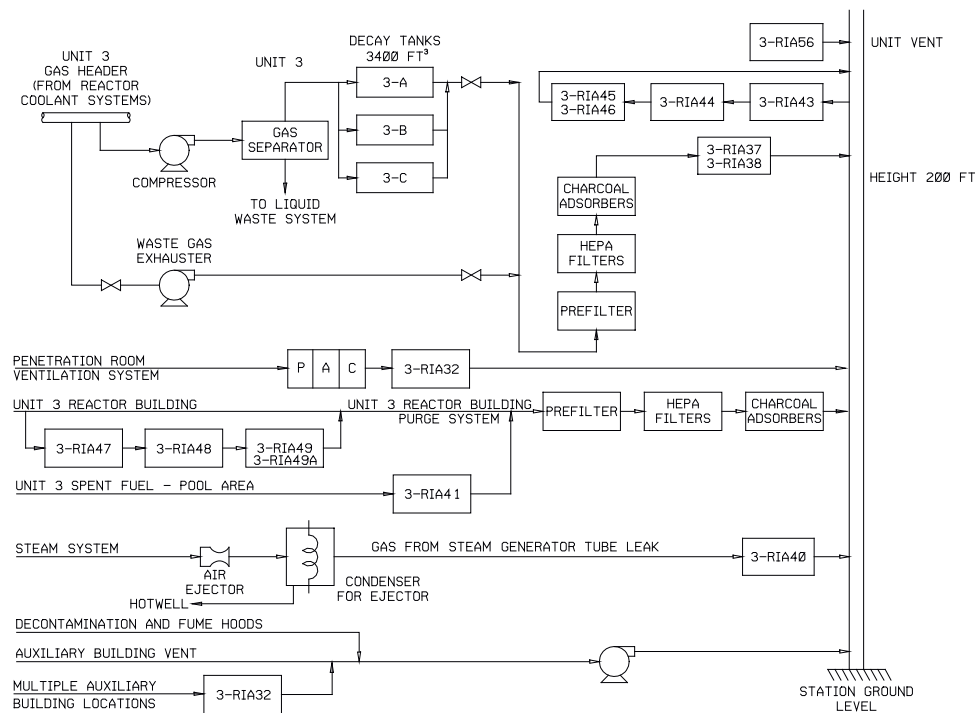 UNIT 3
GAS HEADER
(FROM REACTOR
COOLANT SYSTEMS)
COMPRESSOR
UNIT 3
GAS
SEPARATOR
TO LIQUID
WASTE SYSTEM
DECAY TANKS
3400 FT³
3-A
3-B
3-C
WASTE GAS
EXHAUSTER
3-RIA56
UNIT VENT
3-RIA45
3-RIA46
3-RIA44
3-RIA43
3-RIA37
3-RIA38
HEIGHT 200 FT
CHARCOAL
ADSORBERS
HEPA
FILTERS
PREFILTER
PENETRATION ROOM
VENTILATION SYSTEM
P A C
3-RIA32
UNIT 3 REACTOR BUILDING
3-RIA47
3-RIA48
3-RIA49
3-RIA49A
UNIT 3 REACTOR BUILDING
PURGE SYSTEM
PREFILTER
HEPA
FILTERS
CHARCOAL
ADSORBERS
UNIT 3 SPENT FUEL - POOL AREA
3-RIA41
STEAM SYSTEM
AIR
EJECTOR
HOTWELL
CONDENSER
FOR EJECTOR
GAS FROM STEAM GENERATOR TUBE LEAK
3-RIA40
DECONTAMINATION AND FUME HOODS
AUXILIARY BUILDING VENT
MULTIPLE AUXILIARY
BUILDING LOCATIONS
3-RIA32
STATION GROUND
LEVEL